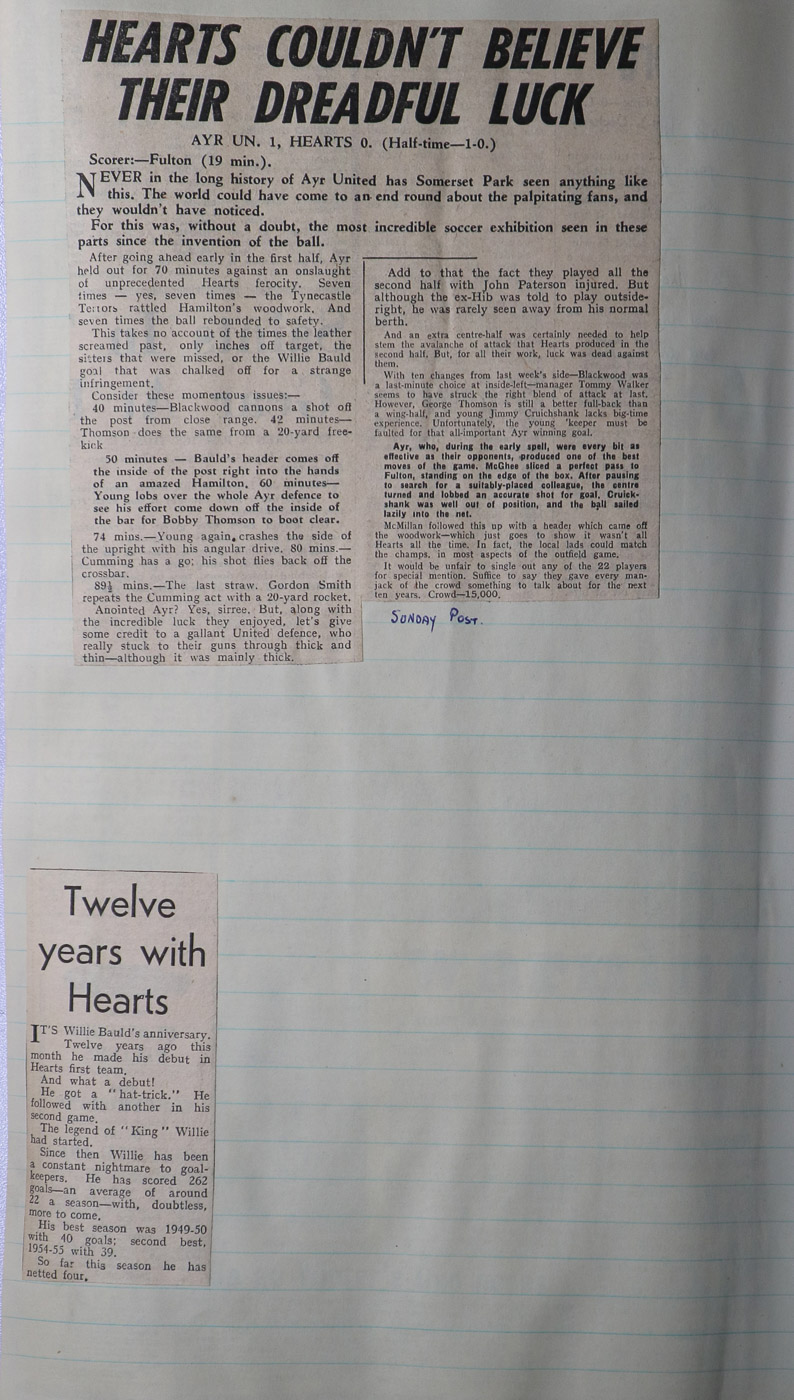 HEARTS COULDN'T BELIEVE
THEIR DREADFUL LUCK
AYR UN. 1, HEARTS 0. (Half-time—1-0.)
Scorer:—Fulton (19 min.).
NEVER in the long history of Ayr United has Somerset Park seen anything like
this. The world could have come to an end round about the palpitating fans, and
they wouldn't have noticed.
For this was, without a doubt, the most incredible soccer exhibition seen in these
parts since the invention of the ball.
After going ahead early in the first half, Ayr
held out for 70 minutes against an onslaught
of unprecedented Hearts ferocity. Seven
times — yes, seven times — the Tynecastle
Terrors rattled Hamilton's woodwork. And
seven times the ball rebounded to safety.
This takes no account of the times the leather
screamed past, only inches off target, the
sitters that were missed, or the Willie Bauld
goal that was chalked off for a strange
infringement.
Consider these momentous issues:—
40 minutes—Blackwood cannons a shot off
the post from close range. 42 minutes—
Thomson does the same from a 20-yard free-
kick
50 minutes — Bauld's header comes off
the inside of the post right into the hands
of an amazed Hamilton. 60 minutes—
Young lobs over the whole Ayr defence to
see his effort come down off the inside of
the bar for Bobby Thomson to boot clear.
74 mins.—Young again, crashes the side of
the upright with his angular drive. 80 mins.—
Cumming has a go; his shot flies back off the
crossbar.
89½ mins.—The last straw. Gordon Smith
repeats the Cumming act with a 20-yard rocket.
Anointed Ayr? Yes, sirree. But, along with
the incredible luck they enjoyed, let's give
some credit to a gallant United defence, who
really stuck to their guns through thick and
thin—although it was mainly thick.
Add to that the fact they played all the
second half with John Paterson injured. But
although the ex-Hib was told to play outside-
right, he was rarely seen away from his normal
berth.
And an extra centre-half was certainly needed to help
stem the avalanche of attack that Hearts produced in the
second half. But, for all their work, luck was dead against
them.
With ten changes from last week's side—Blackwood was
a last-minute choice at inside-left—manager Tommy Walker
seems to have struck the right blend of attack at last.
However, George Thomson is still a better full-back than
a wing-half, and young Jimmy Cruichshank lacks big-time
experience. Unfortunately, the young 'keeper must be
faulted for that all-important Ayr winning goal.
Ayr, who, during the early spell, were every bit as
effective as their opponents, produced one of the best
moves of the game. McGhee sliced a perfect pass to
Fulton, standing on the edge of the box. After pausing
to search for a suitably-placed colleague, the centre
turned and lobbed an accurate shot for goal. Cruick-
shank was well out of position, and the ball sailed
lazily into the net.
McMillan followed this up with a header which came off
the woodwork—which just goes to show it wasn't all
Hearts all the time. In fact, the local lads could match
the champs. in most aspects of the outfield game.
It would be unfair to single out any of the 22 players
for special mention. Suffice to say they gave every man-
jack of the crowd something to talk about for the next
ten years. Crowd—15,000.
SUNDAY POST.
Twelve
years with
Hearts
IT'S Willie Bauld's anniversary.
Twelve years ago this
month he made his debut in
Hearts first team.
And what a debut!
He got a "hat-trick." He
followed with another in his
second game.
The legend of "King" Willie
had started.
Since then Willie has been
a constant nightmare to goal-
keepers. He has scored 262
goals—an average of around
22 a season—with, doubtless,
more to come.
His best season was 1949-50
with 40 goals; second best,
1954-55 with 39.
So far this season he has
netted four.